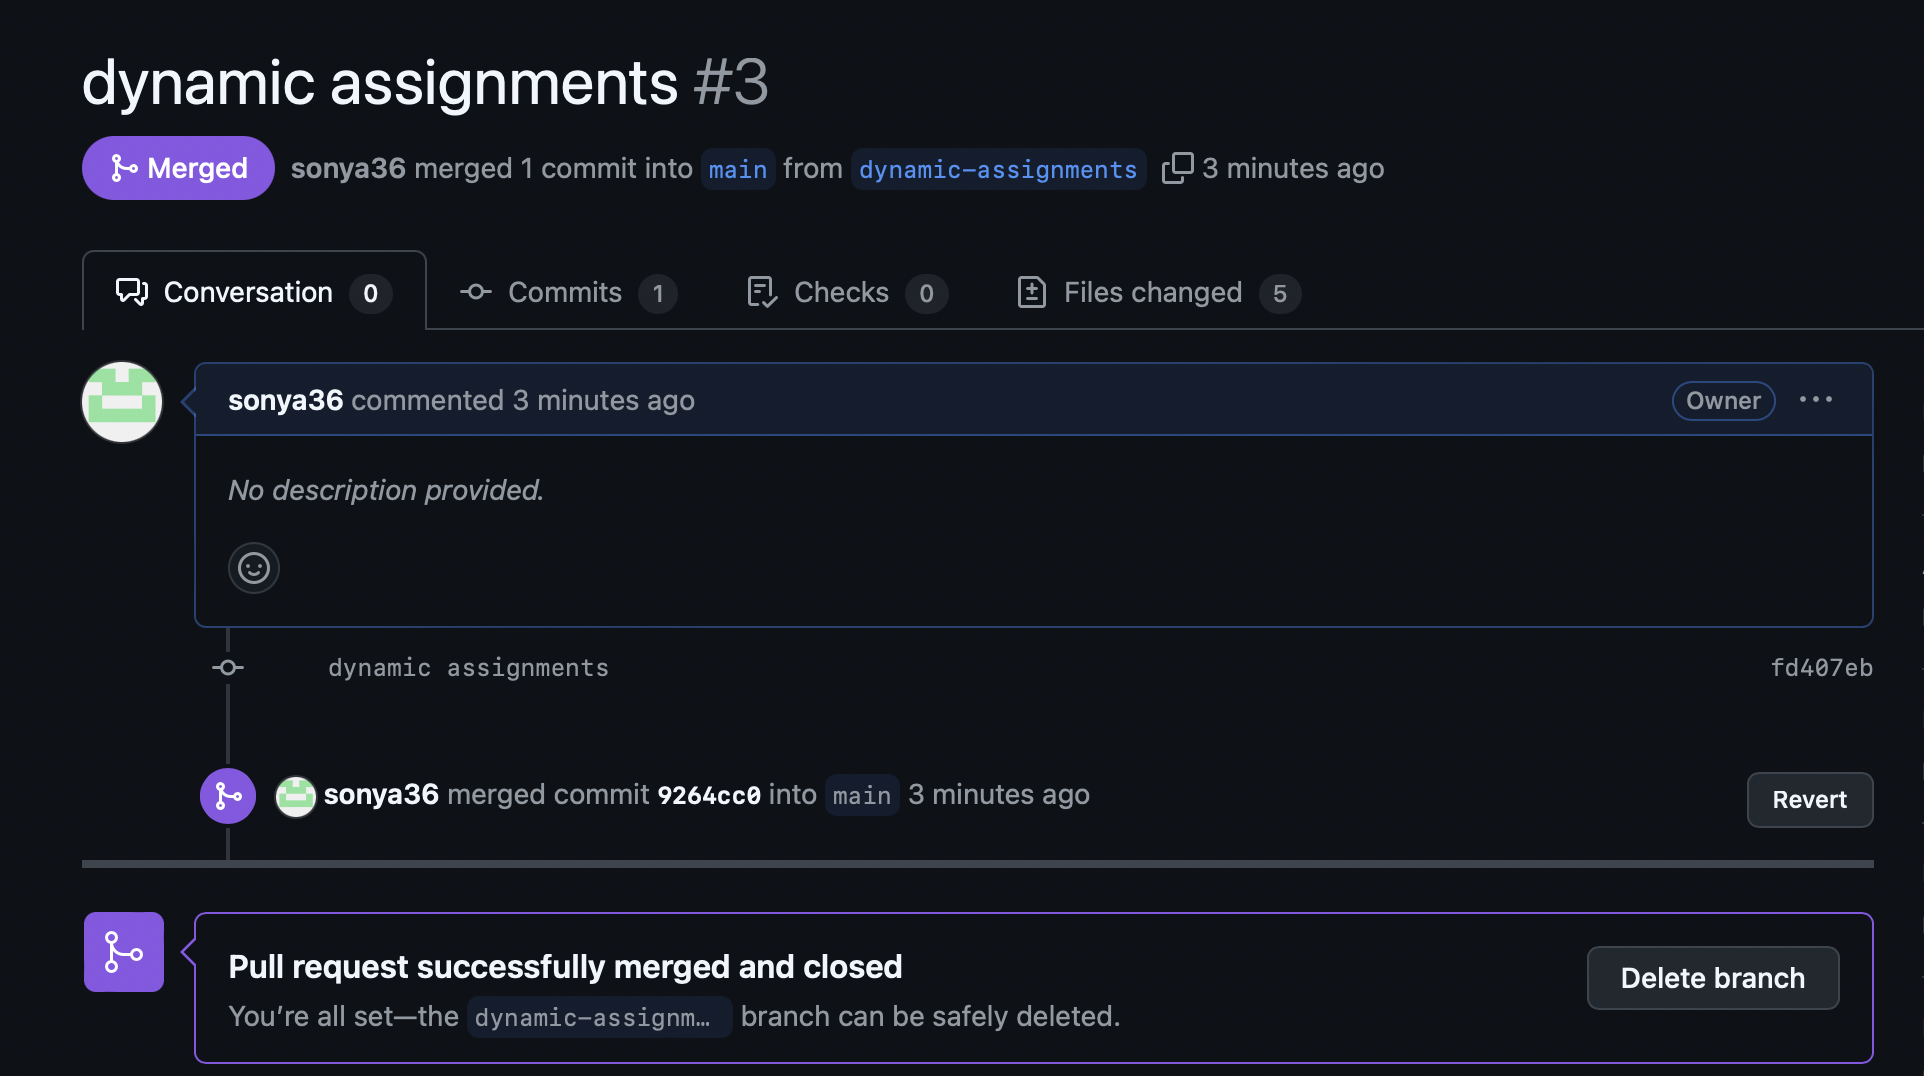 dynamic assignments #3
Merged sonya36 merged 1 commit into main from dynamic-assignments 3 minutes ago
Conversation 0 Commits 1 Checks 0 Files changed 5
sonya36 commented 3 minutes ago Owner ...
No description provided.
dynamic assignments fd407eb
sonya36 merged commit 9264cc0 into main 3 minutes ago Revert
Pull request successfully merged and closed
You’re all set—the dynamic-assignm… branch can be safely deleted.
Delete branch